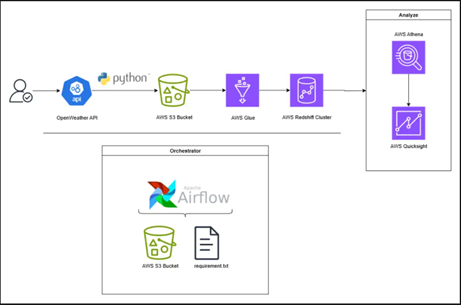 Analyze
AWS Athena
python
api
OpenWeather API
AWS S3 Bucket
AWS Glue
AWS Redshift Cluster
AWS Quicksight
Orchestrator
APACHE
Airflow
AWS S3 Bucket
requirement.txt